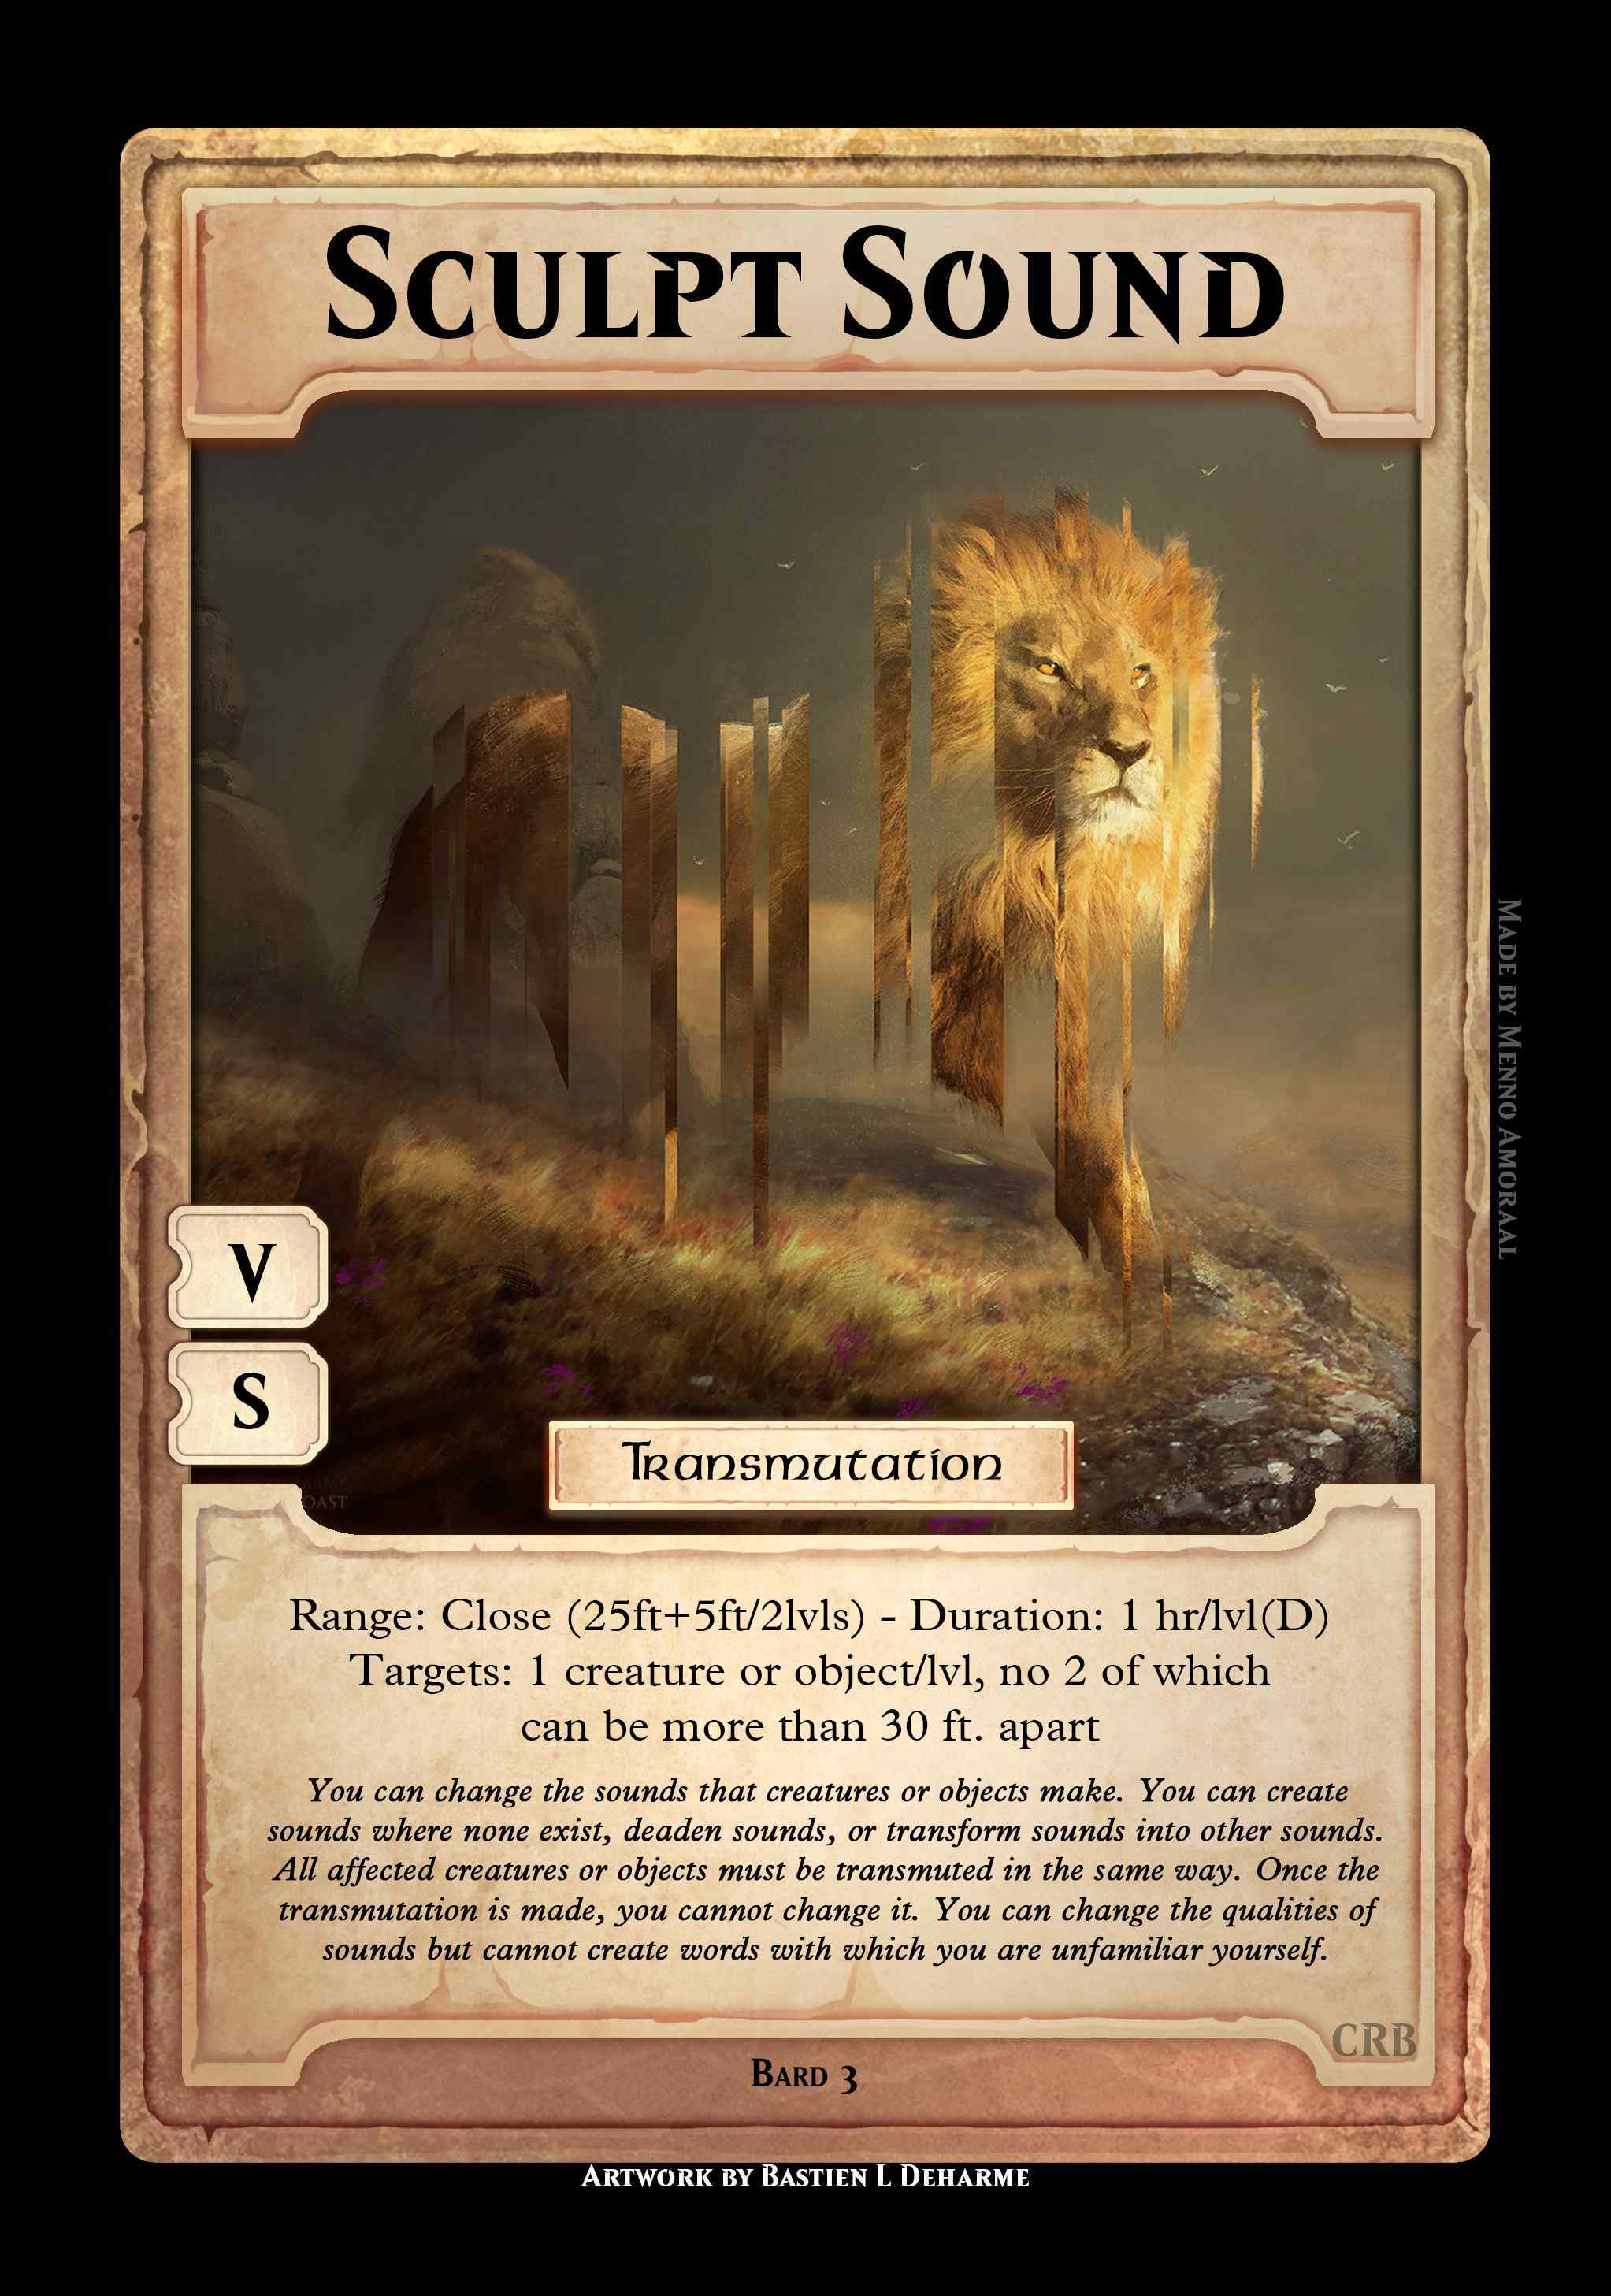 Sculpt Sound
Made by Menno Amoraal
V
S
Transmutation
OAST
Range: Close (25ft+5ft/2lvls) - Duration: 1 hr/lvl(D)
Targets: 1 creature or object/lvl, no 2 of which
can be more than 30 ft. apart
You can change the sounds that creatures or objects make. You can create
sounds where none exist, deaden sounds, or transform sounds into other sounds.
All affected creatures or objects must be transmuted in the same way. Once the
transmutation is made, you cannot change it. You can change the qualities of
sounds but cannot create words with which you are unfamiliar yourself.
CRB
Bard 3
Artwork by Bastien L Deharme